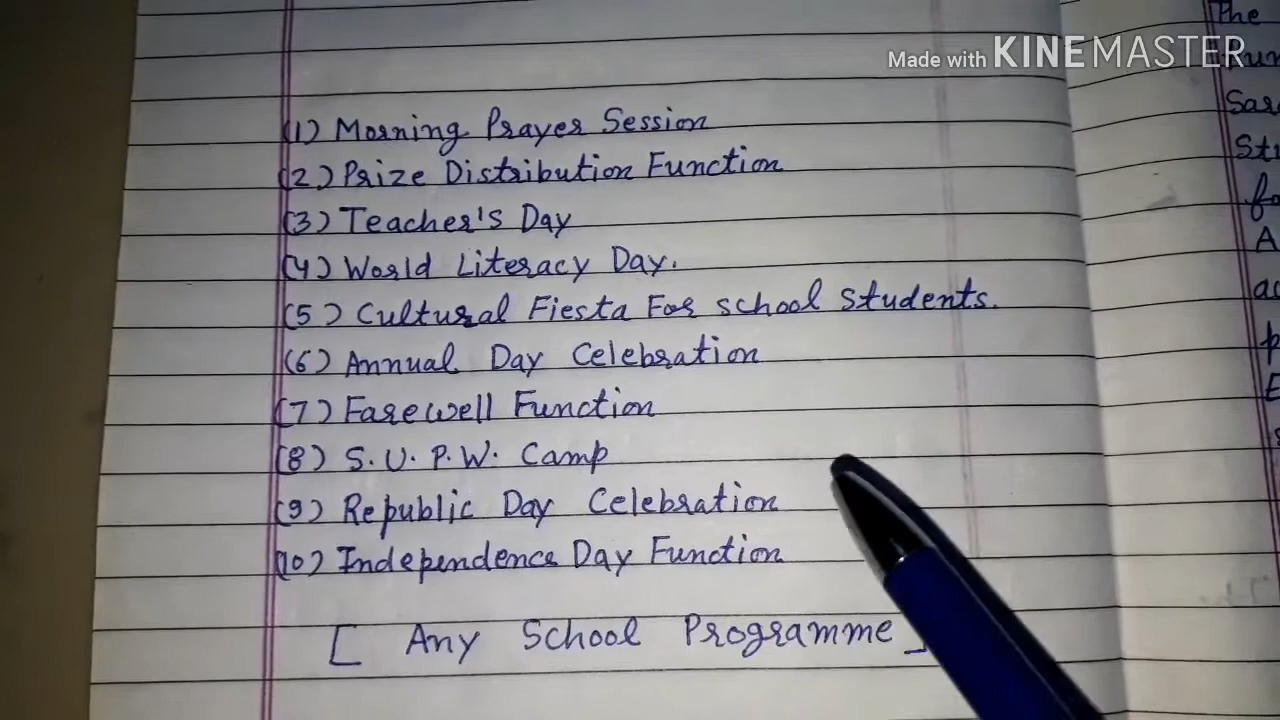 Made with KINEMASTER
(1) Morning Prayer Session
(2) Prize Distribution Function
(3) Teacher's Day
(4) World Literacy Day.
(5) Cultural Fiesta For School Students.
(6) Annual Day Celebration
(7) Farewell Function
(8) S.U.P.W. Camp
(9) Republic Day Celebration
(10) Independence Day Function
[ Any School Programme ]
The